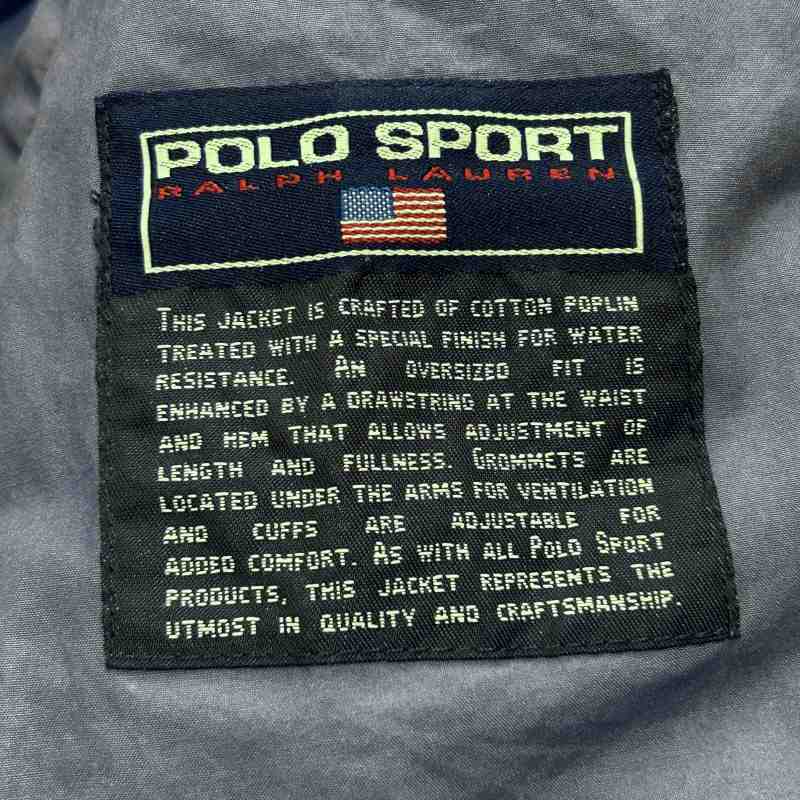 POLO SPORT
RALPH LAUREN
THIS JACKET IS CRAFTED OF COTTON POPLIN
TREATED WITH A SPECIAL FINISH FOR WATER
RESISTANCE. AN OVERSIZED FIT IS
ENHANCED BY A DRAWSTRING AT THE WAIST
AND HEM THAT ALLOWS ADJUSTMENT OF
LENGTH AND FULLNESS. GROMMETS ARE
LOCATED UNDER THE ARMS FOR VENTILATION
AND CUFFS ARE ADJUSTABLE FOR
ADDED COMFORT. AS WITH ALL POLO SPORT
PRODUCTS, THIS JACKET REPRESENTS THE
UTMOST IN QUALITY AND CRAFTSMANSHIP.